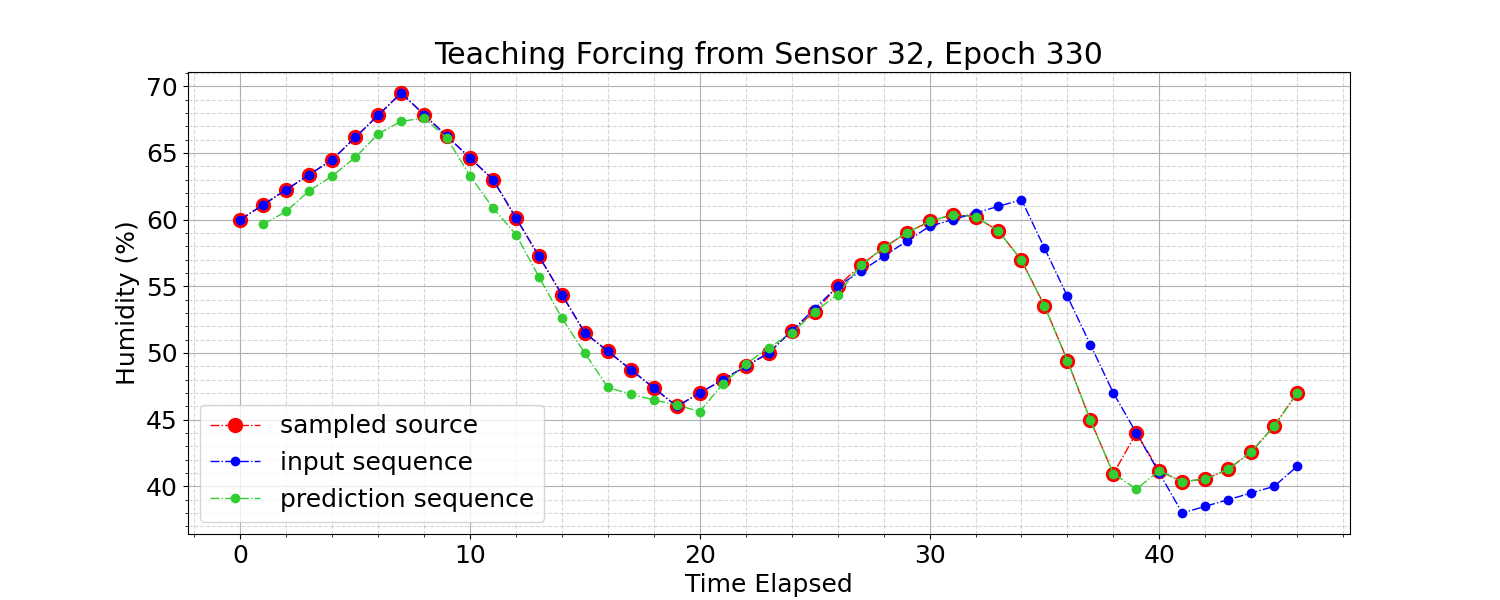 Teaching Forcing from Sensor 32, Epoch 330
70
65
60
55
50
45
40
Humidity (%)
sampled source
input sequence
prediction sequence
0 10 20 30 40
Time Elapsed